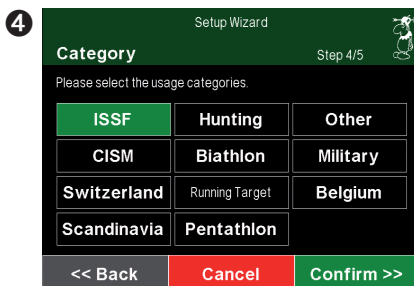 4
Setup Wizard
Category
Step 4/5
Please select the usage categories.
ISSF Hunting Other
CISM Biathlon Military
Switzerland Running Target Belgium
Scandinavia Pentathlon
<< Back Cancel Confirm >>